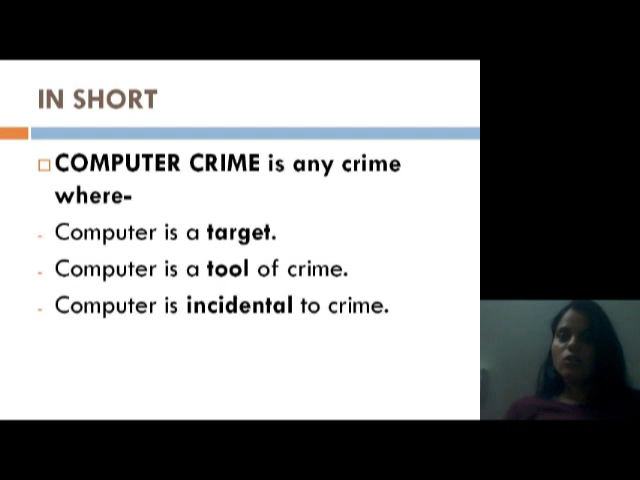 IN SHORT
COMPUTER CRIME is any crime
where-
- Computer is a target.
- Computer is a tool of crime.
- Computer is incidental to crime.